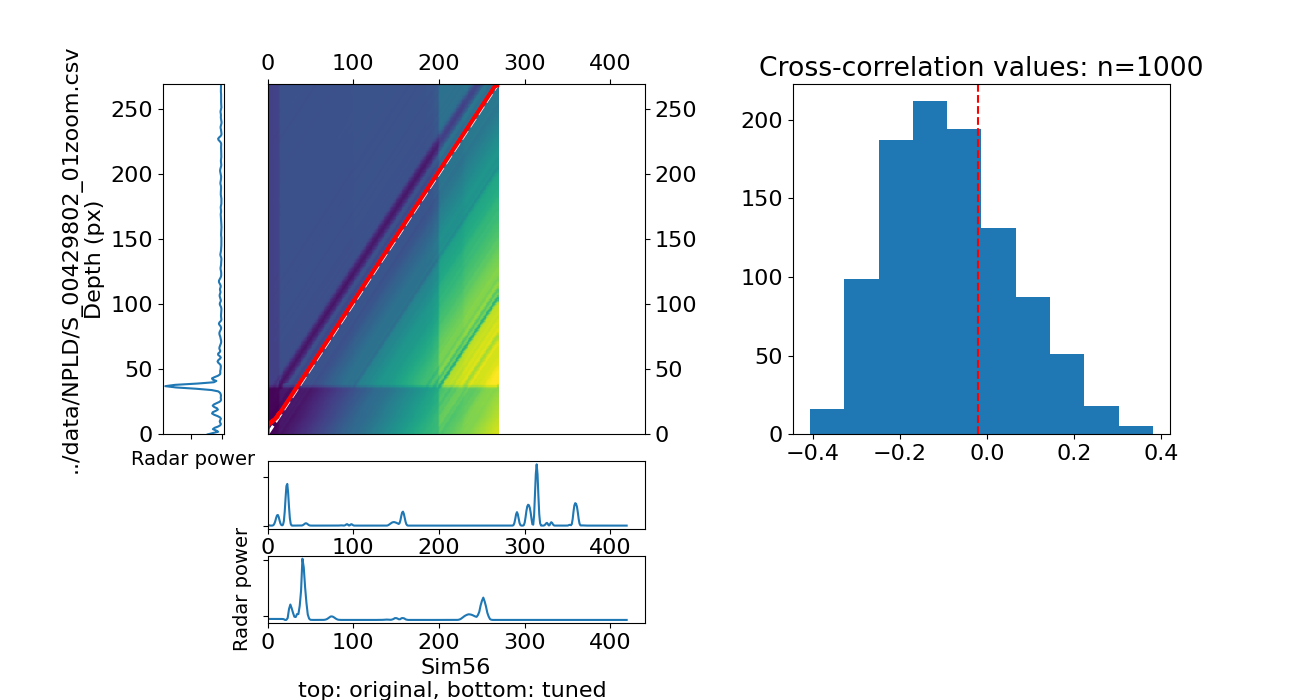 Cross-correlation values: n=1000
0 100 200 300 400
../data/NPLD/S_00429802_01zoom.csv
Depth (px)
250
200
150
100
50
0
250
200
150
100
50
0
200
150
100
50
0
−0.4 −0.2 0.0 0.2 0.4
Radar power
0 100 200 300 400
Radar power
0 100 200 300 400
Sim56
top: original, bottom: tuned